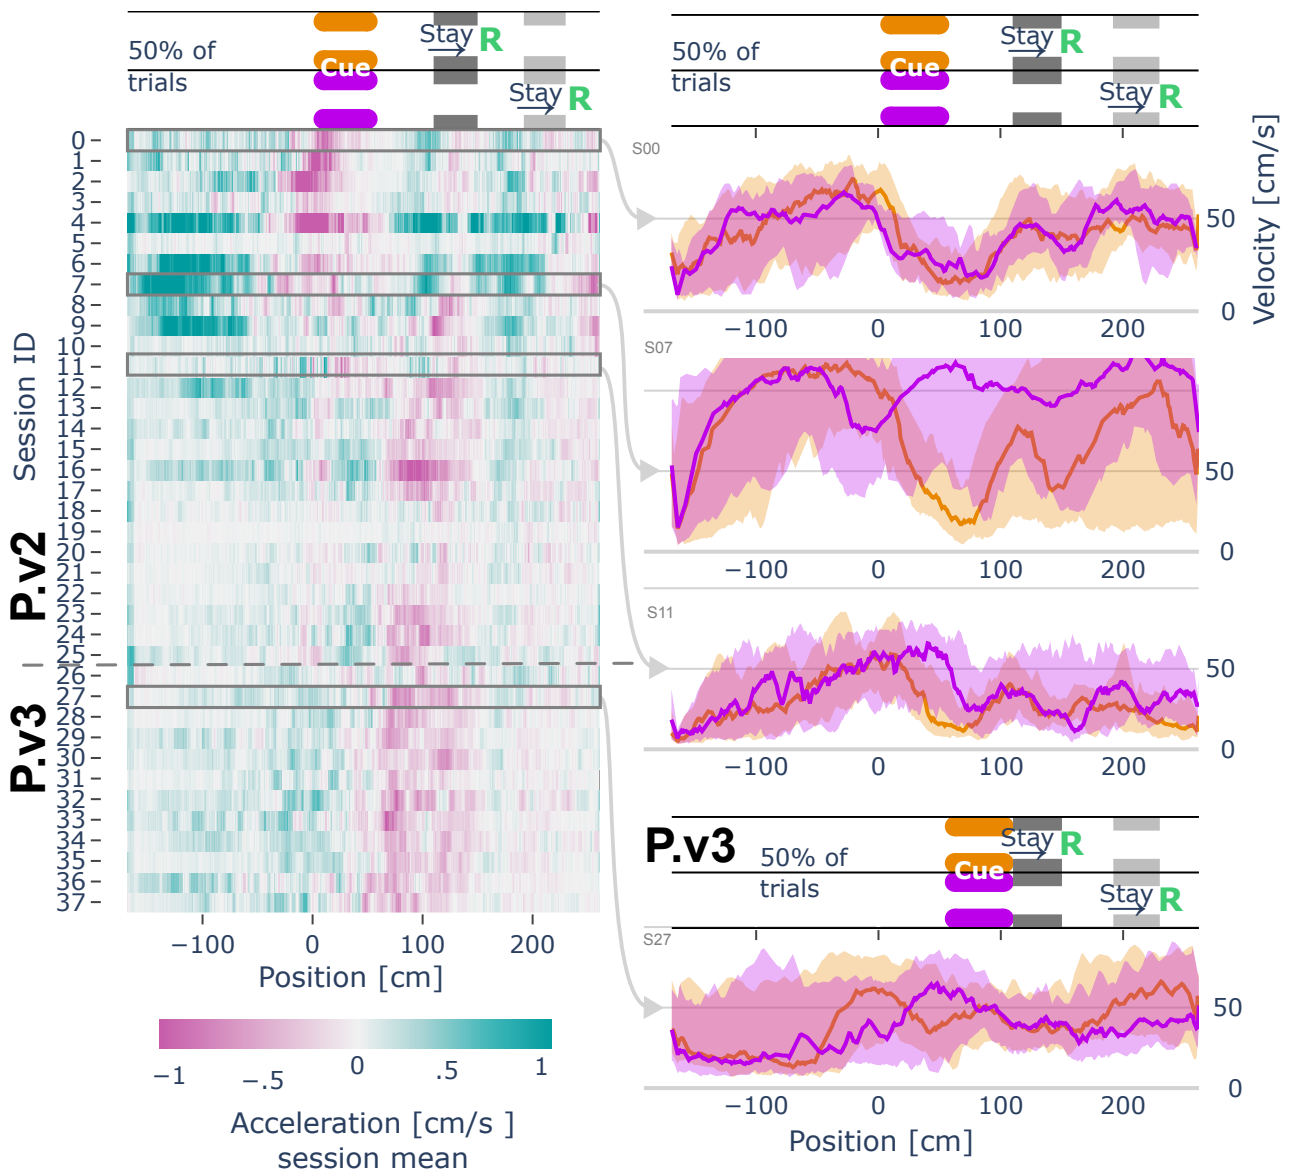 50% of
trials
Cue
Stay
R
Stay
R
50% of
trials
Cue
Stay
R
Stay
R
Session ID
0
1
2
3
4
5
6
7
8
9
10
11
12
13
14
15
16
17
18
19
20
21
22
23
24
25
26
27
28
29
30
31
32
33
34
35
36
37
P.v2
P.v3
−100 0 100 200
Position [cm]
−1 −.5 0 .5 1
Acceleration [cm/s ]
session mean
S00
50
0
Velocity [cm/s]
−100 0 100 200
S07
50
0
−100 0 100 200
S11
50
0
−100 0 100 200
P.v3
50% of
trials
Cue
Stay
R
Stay
R
S27
50
0
−100 0 100 200
Position [cm]